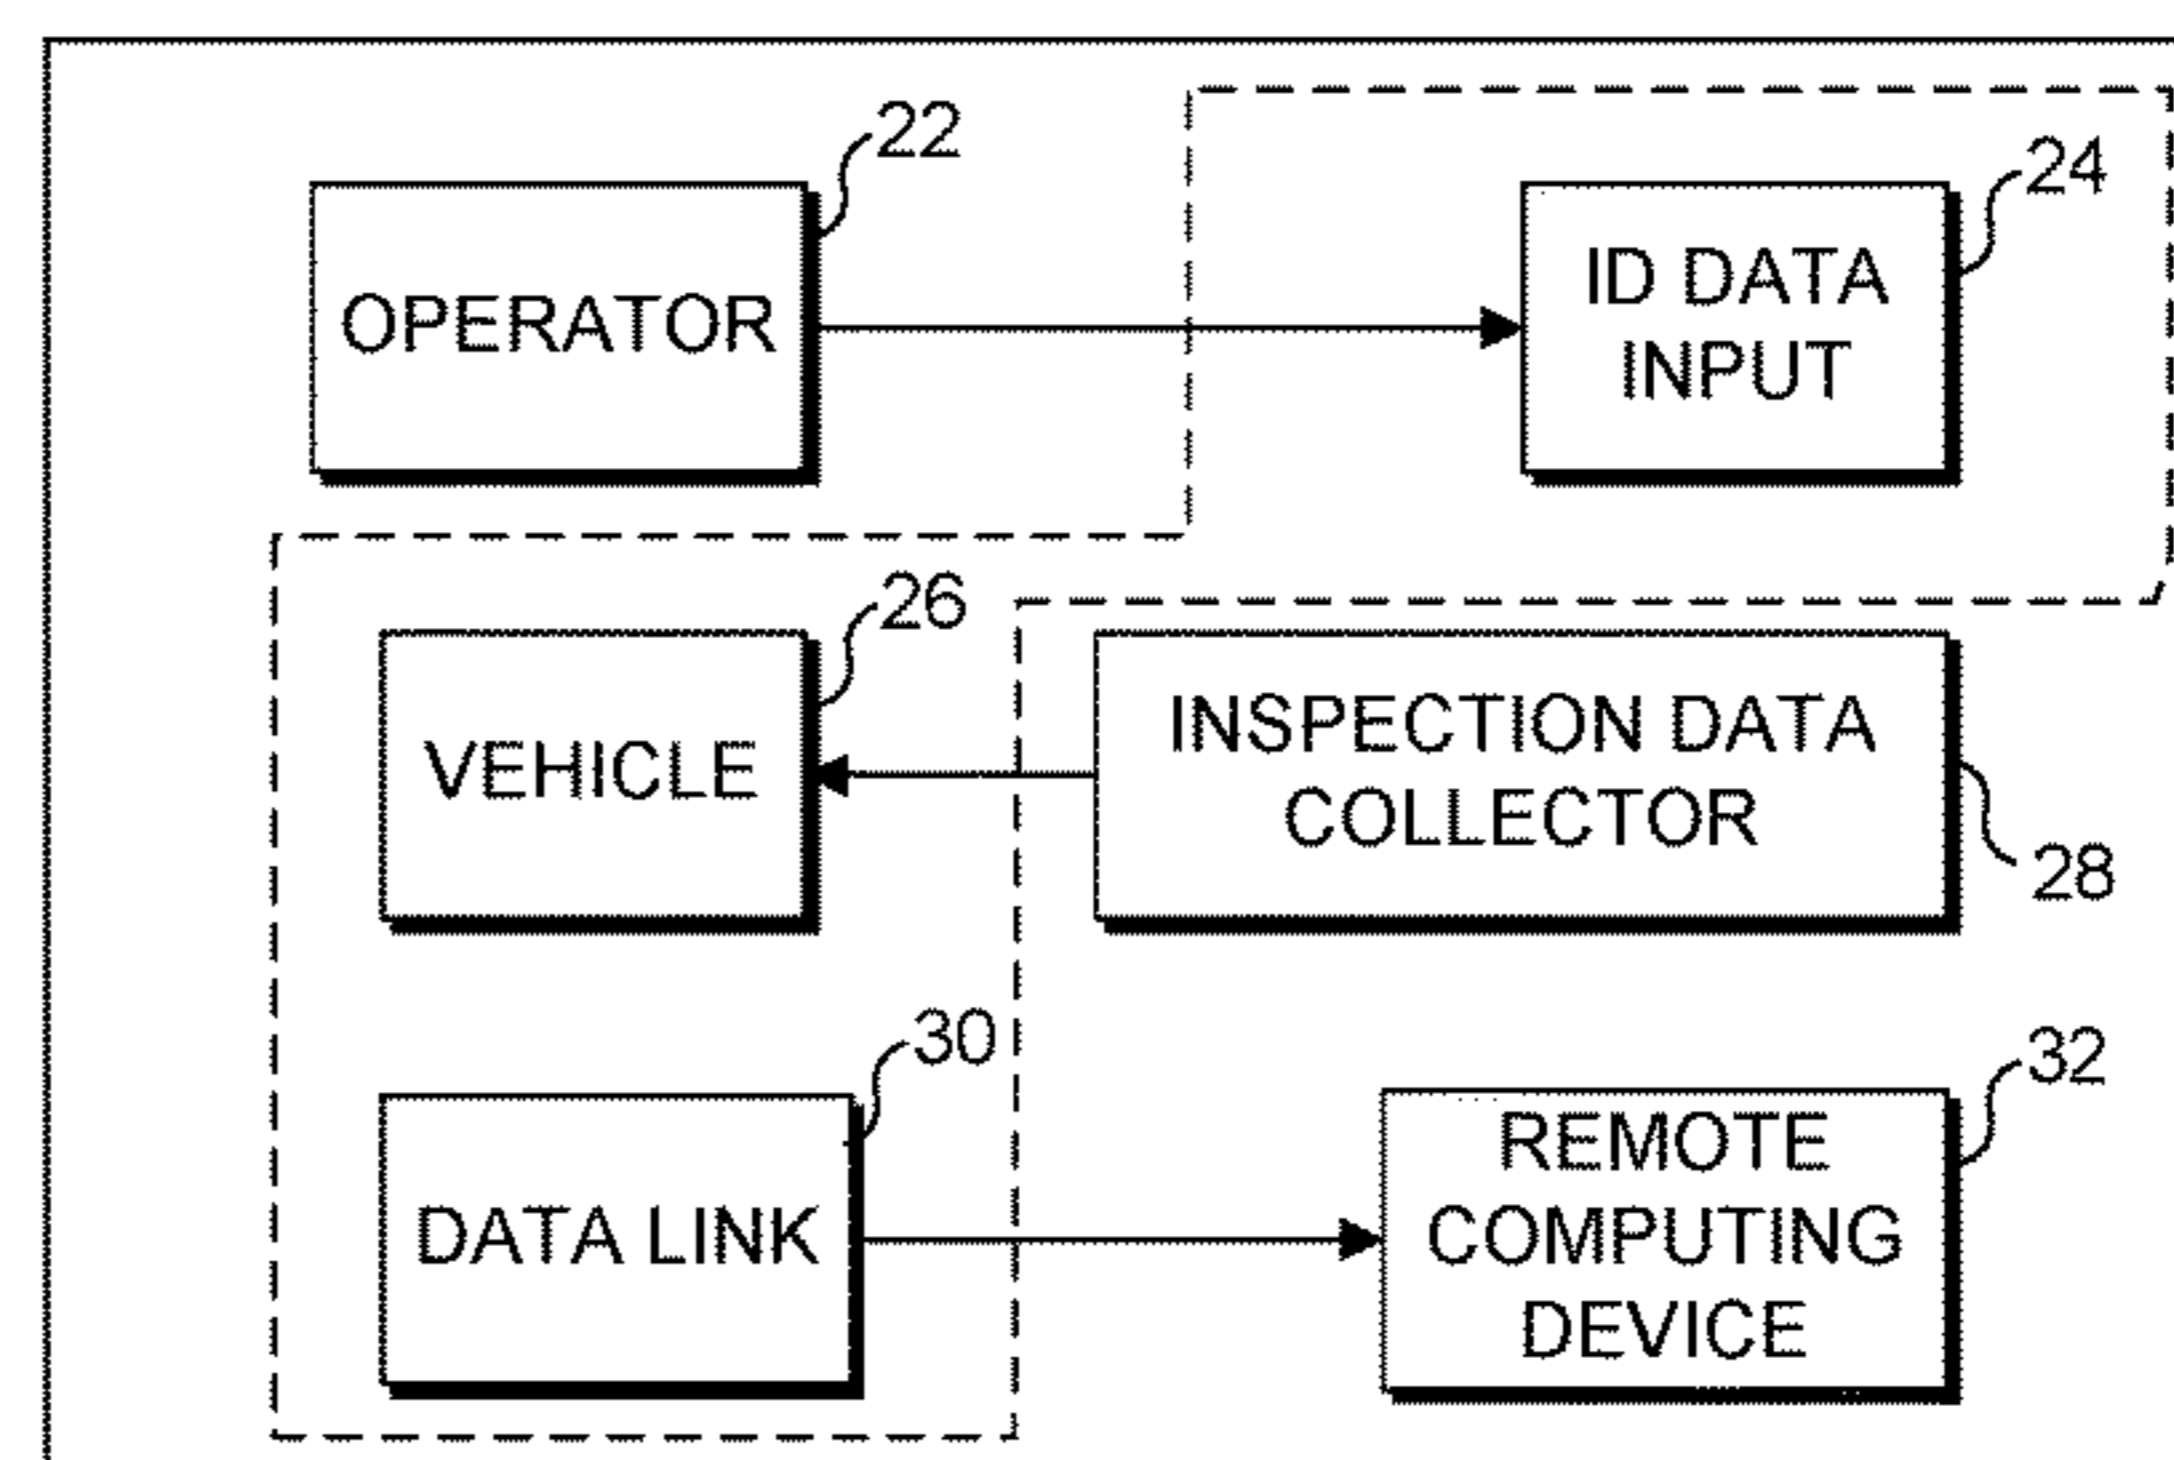 22
OPERATOR
24
ID DATA
INPUT
26
VEHICLE
INSPECTION DATA
COLLECTOR
28
30
DATA LINK
32
REMOTE
COMPUTING
DEVICE